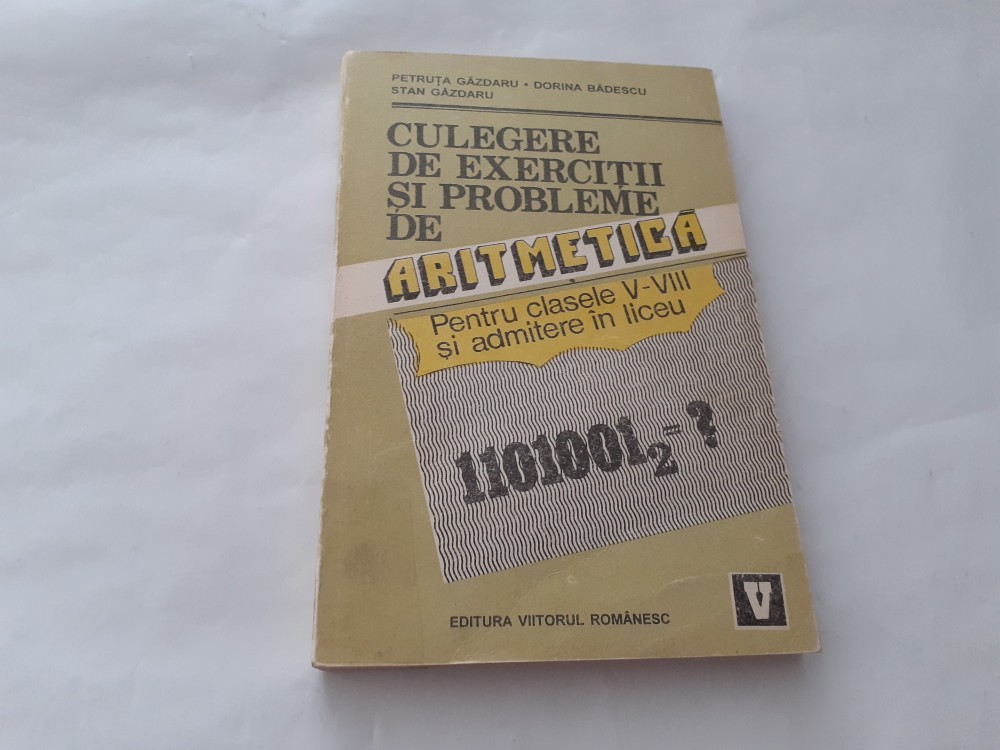 PETRUȚA GĂZDARU • DORINA BĂDESCU
STAN GĂZDARU
CULEGERE
DE EXERCIȚII
ȘI PROBLEME
DE
ARITMETICĂ
Pentru clasele V-VIII
și admitere în liceu
1101001₂=?
EDITURA VIITORUL ROMÂNESC
V